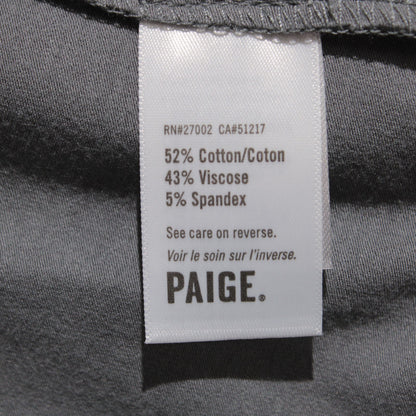 RN#27002 CA#51217
52% Cotton/Coton
43% Viscose
5% Spandex
See care on reverse.
Voir le soin sur l'inverse.
PAIGE®